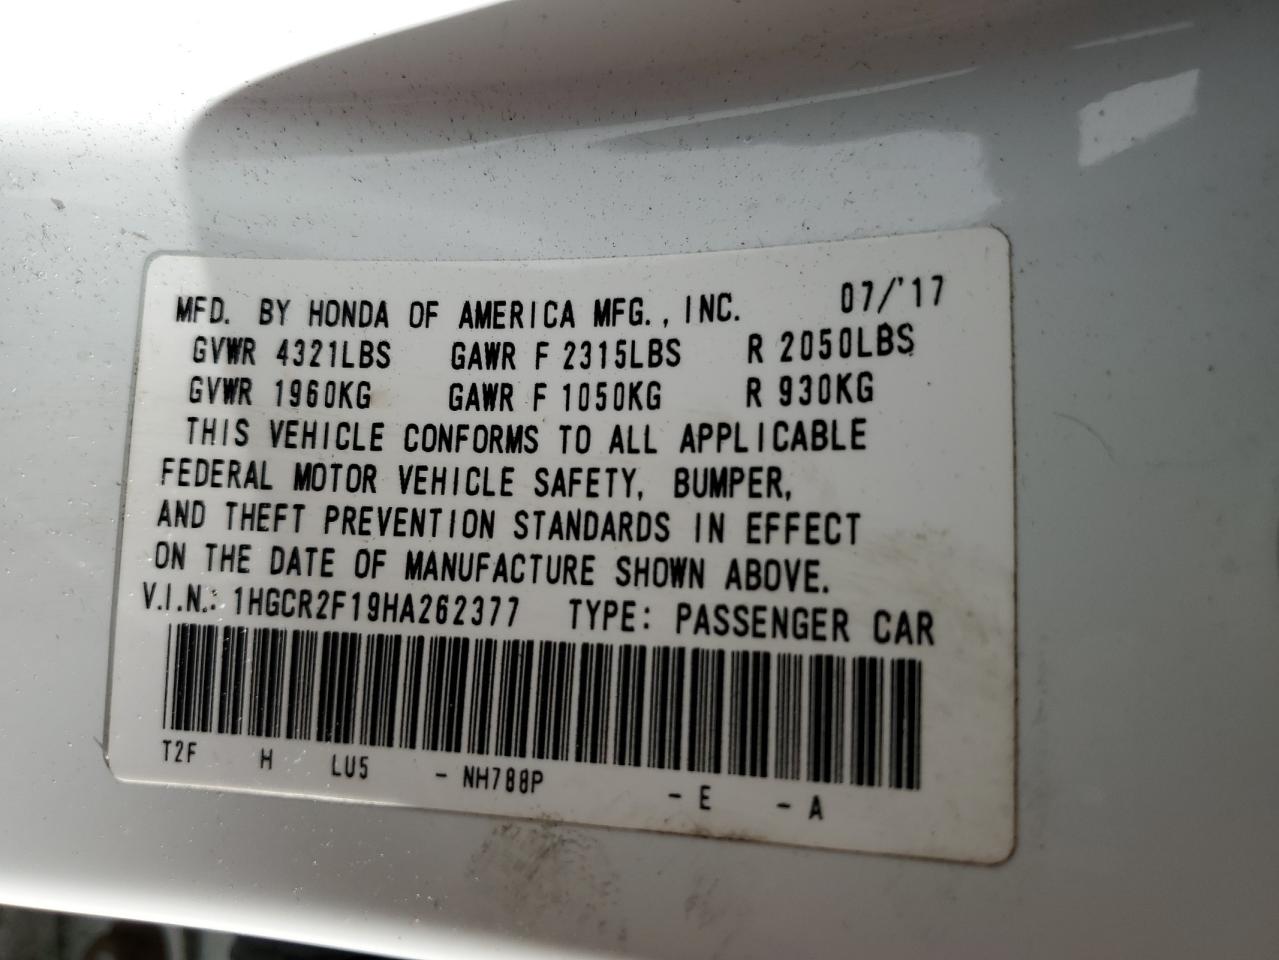 MFD. BY HONDA OF AMERICA MFG., INC. 07/'17
GVWR 4321LBS GAWR F 2315LBS R 2050LBS
GVWR 1960KG GAWR F 1050KG R 930KG
THIS VEHICLE CONFORMS TO ALL APPLICABLE
FEDERAL MOTOR VEHICLE SAFETY, BUMPER,
AND THEFT PREVENTION STANDARDS IN EFFECT
ON THE DATE OF MANUFACTURE SHOWN ABOVE.
V.I.N.: 1HGCR2F19HA262377 TYPE: PASSENGER CAR
T2F H LU5 - NH788P - E - A